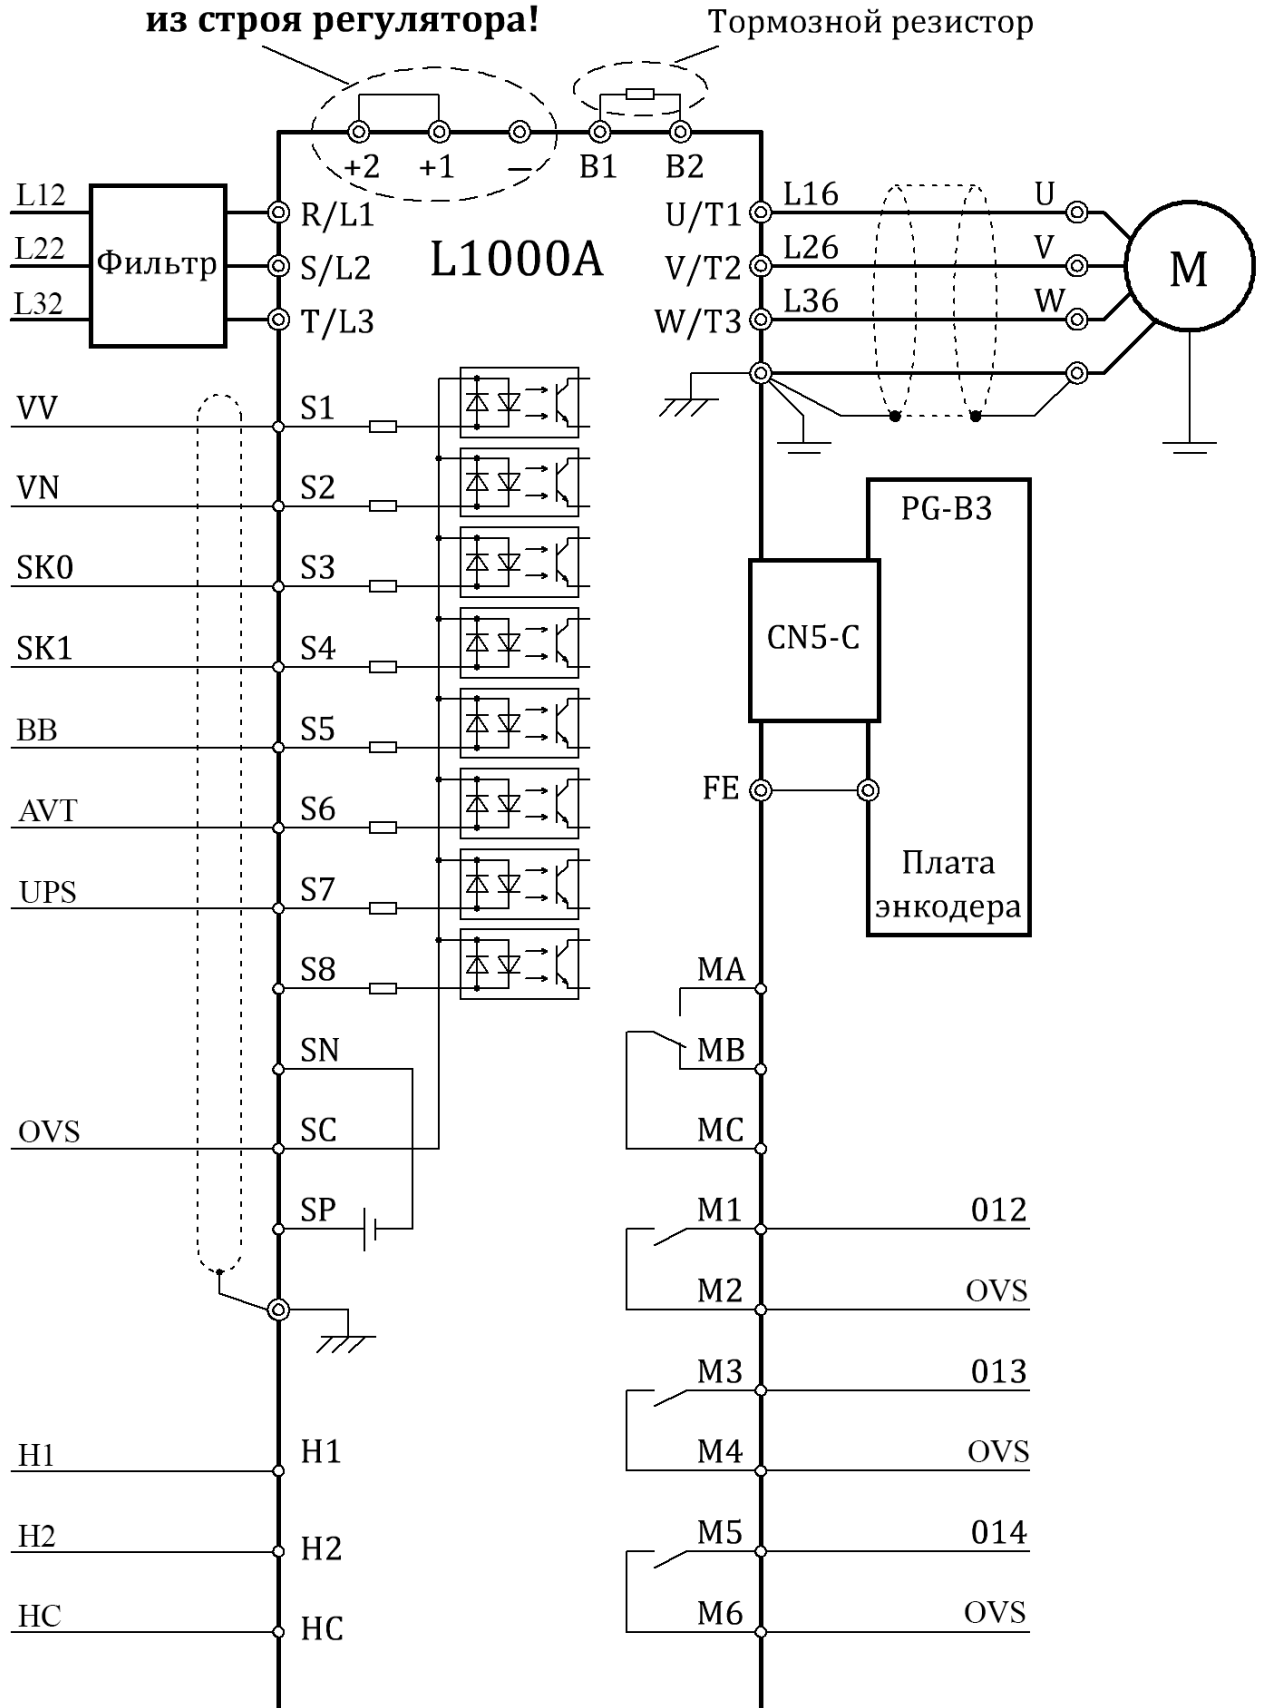 из строя регулятора!
Тормозной резистор
+2 +1 — B1 B2
L12
L22
L32
Фильтр
R/L1
S/L2
T/L3
L1000A
U/T1
V/T2
W/T3
L16 U
L26 V
L36 W
M
VV S1
VN S2
SK0 S3
SK1 S4
BB S5
AVT S6
UPS S7
S8
SN
OVS SC
SP
H1 H1
H2 H2
HC HC
PG-B3
CN5-C
FE
Плата
энкодера
MA
MB
MC
M1 012
M2 OVS
M3 013
M4 OVS
M5 014
M6 OVS